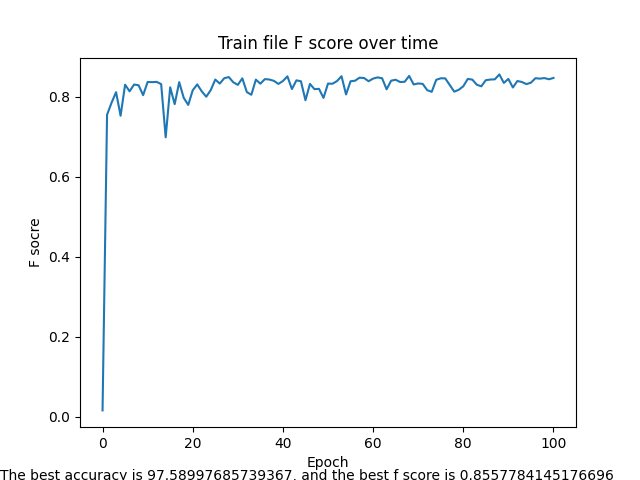 Train file F score over time
F socre
0.8
0.6
0.4
0.2
0.0
0
20
40
60
80
100
Epoch
The best accuracy is 97.58997685739367, and the best f score is 0.8557784145176696